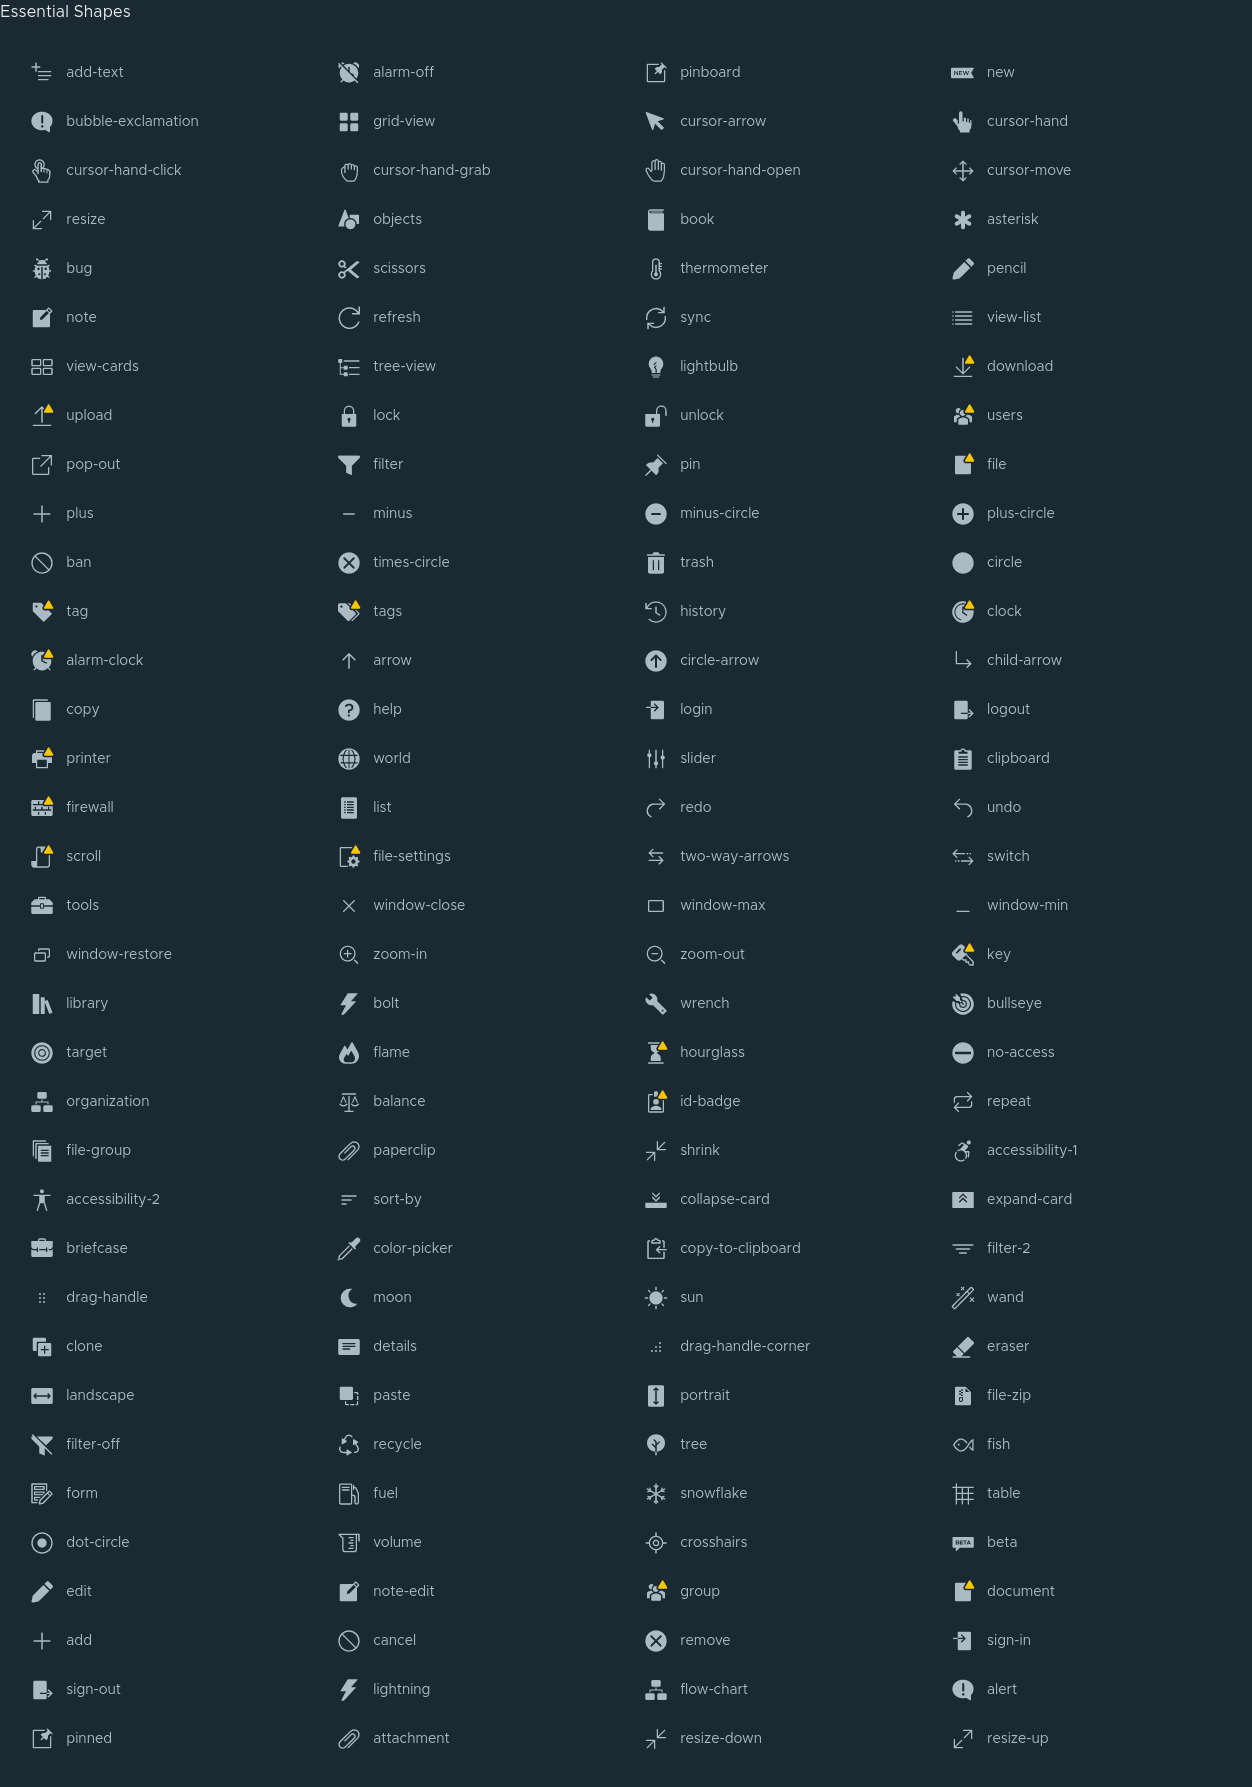 Essential Shapes
add-text alarm-off pinboard NEW new
bubble-exclamation grid-view cursor-arrow cursor-hand
cursor-hand-click cursor-hand-grab cursor-hand-open cursor-move
resize objects book asterisk
bug scissors thermometer pencil
note refresh sync view-list
view-cards tree-view lightbulb download
upload lock unlock users
pop-out filter pin file
plus minus minus-circle plus-circle
ban times-circle trash circle
tag tags history clock
alarm-clock arrow circle-arrow child-arrow
copy help login logout
printer world slider clipboard
firewall list redo undo
scroll file-settings two-way-arrows switch
tools window-close window-max window-min
window-restore zoom-in zoom-out key
library bolt wrench bullseye
target flame hourglass no-access
organization balance id-badge repeat
file-group paperclip shrink accessibility-1
accessibility-2 sort-by collapse-card expand-card
briefcase color-picker copy-to-clipboard filter-2
drag-handle moon sun wand
clone details drag-handle-corner eraser
landscape paste portrait file-zip
filter-off recycle tree fish
form fuel snowflake table
dot-circle volume crosshairs BETA beta
edit note-edit group document
add cancel remove sign-in
sign-out lightning flow-chart alert
pinned attachment resize-down resize-up